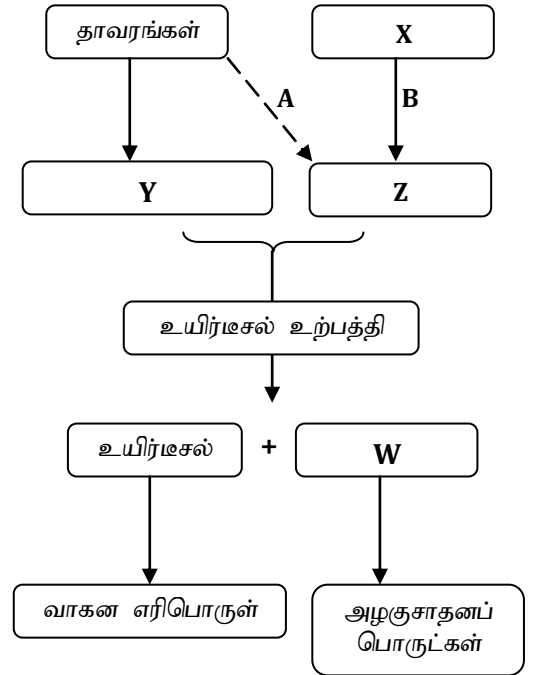 தாவரங்கள்
X
A
B
Y
Z
உயிர்டீசல் உற்பத்தி
உயிர்டீசல்
+
W
வாகன எரிபொருள்
அழகுசாதனப்
பொருட்கள்